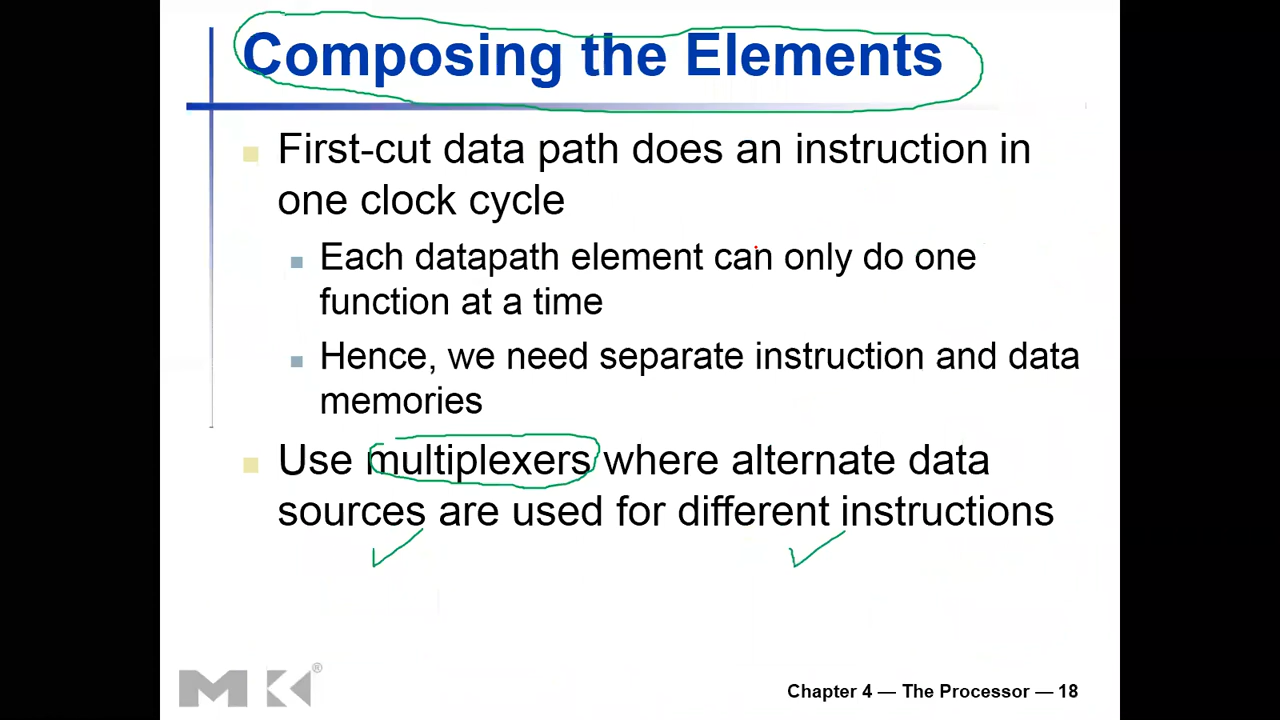 Composing the Elements
First-cut data path does an instruction in
one clock cycle
Each datapath element can only do one
function at a time
Hence, we need separate instruction and data
memories
Use multiplexers where alternate data
sources are used for different instructions
MK®
Chapter 4 — The Processor — 18